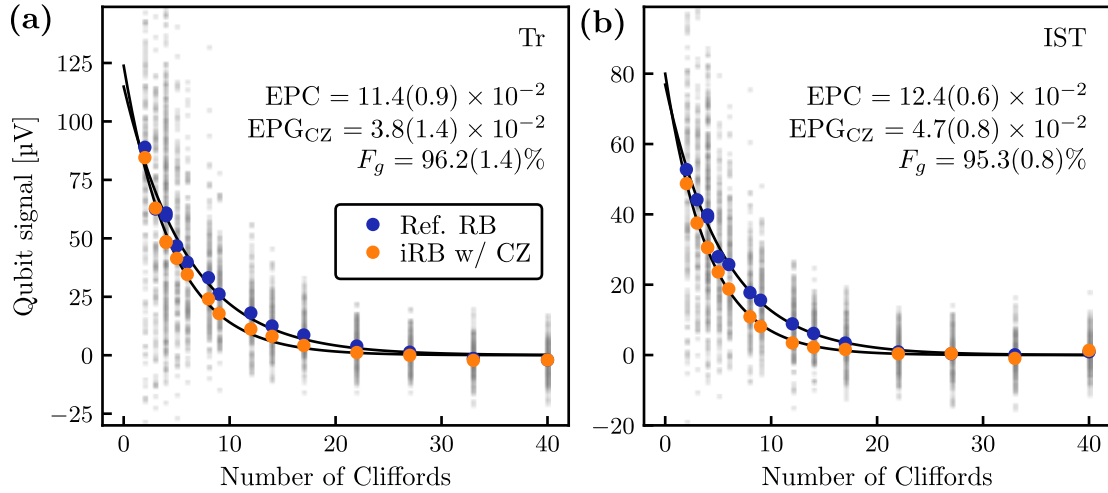 (a)
Tr
EPC = 11.4(0.9) × 10⁻²
EPG_CZ = 3.8(1.4) × 10⁻²
F_g = 96.2(1.4)%
Ref. RB
iRB w/ CZ
Qubit signal [µV]
125
100
75
50
25
0
−25
0 10 20 30 40
Number of Cliffords
(b)
IST
EPC = 12.4(0.6) × 10⁻²
EPG_CZ = 4.7(0.8) × 10⁻²
F_g = 95.3(0.8)%
80
60
40
20
0
−20
0 10 20 30 40
Number of Cliffords